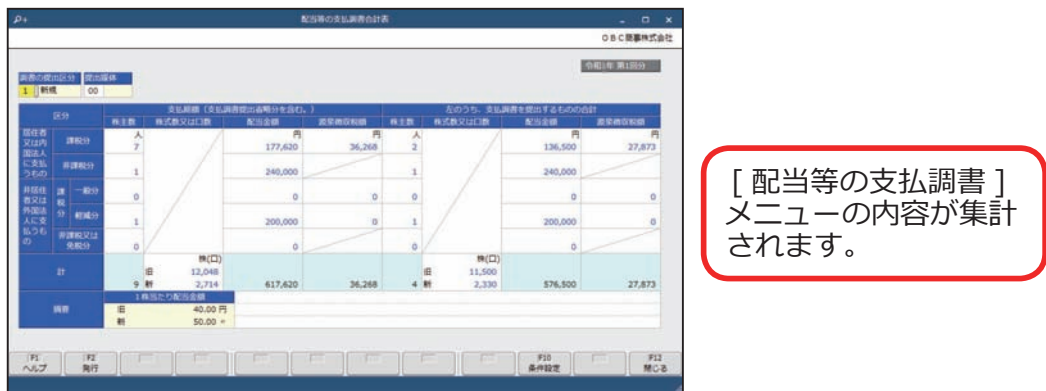 配当等の支払調書合計表
OBC商事株式会社
令和1年 第1回分
調書の提出区分 提出媒体
1 新規 00
区分
支払総額（支払調書提出省略分を含む。） 左のうち、支払調書を提出するものの合計
株主数 株式数又は口数 配当金額 源泉徴収税額 株主数 株式数又は口数 配当金額 源泉徴収税額
居住者又は内国法人に支払うもの
課税分 人 7 円 177,620 円 36,268 人 2 円 136,500 円 27,873
非課税分 1 240,000 1 240,000
非居住者又は外国法人に支払うもの
課税分
一般分 0 0 0 0 0 0
軽減分 1 200,000 0 1 200,000 0
非課税又は免税分 0 0 0 0
計 9 株(口) 旧 12,048 新 2,714 617,620 36,268 4 株(口) 旧 11,500 新 2,330 576,500 27,873
摘要
1株当たり配当金額
旧 40.00 円
新 50.00 〃
F1 ヘルプ F2 発行 F10 条件設定 F12 閉じる
[ 配当等の支払調書 ]
メニューの内容が集計
されます。